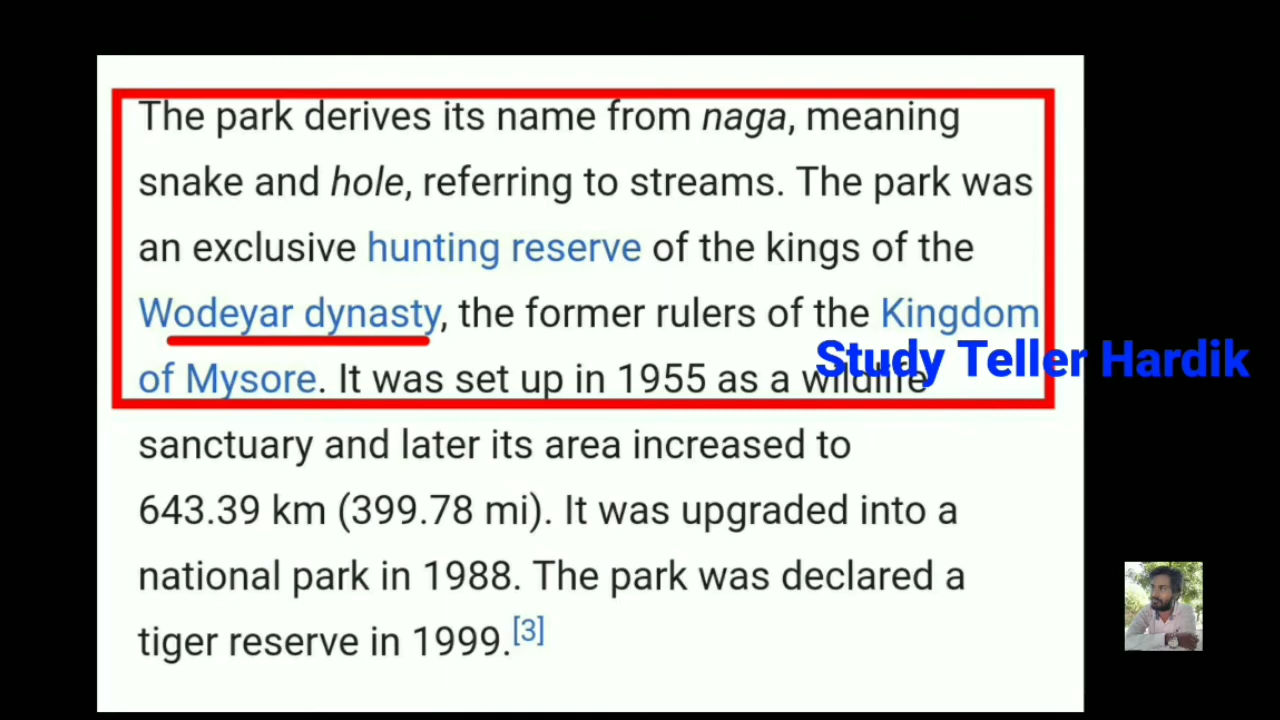 The park derives its name from naga, meaning
snake and hole, referring to streams. The park was
an exclusive hunting reserve of the kings of the
Wodeyar dynasty, the former rulers of the Kingdom
of Mysore. It was set up in 1955 as a wildlife
Study Teller Hardik
sanctuary and later its area increased to
643.39 km (399.78 mi). It was upgraded into a
national park in 1988. The park was declared a
tiger reserve in 1999.[3]